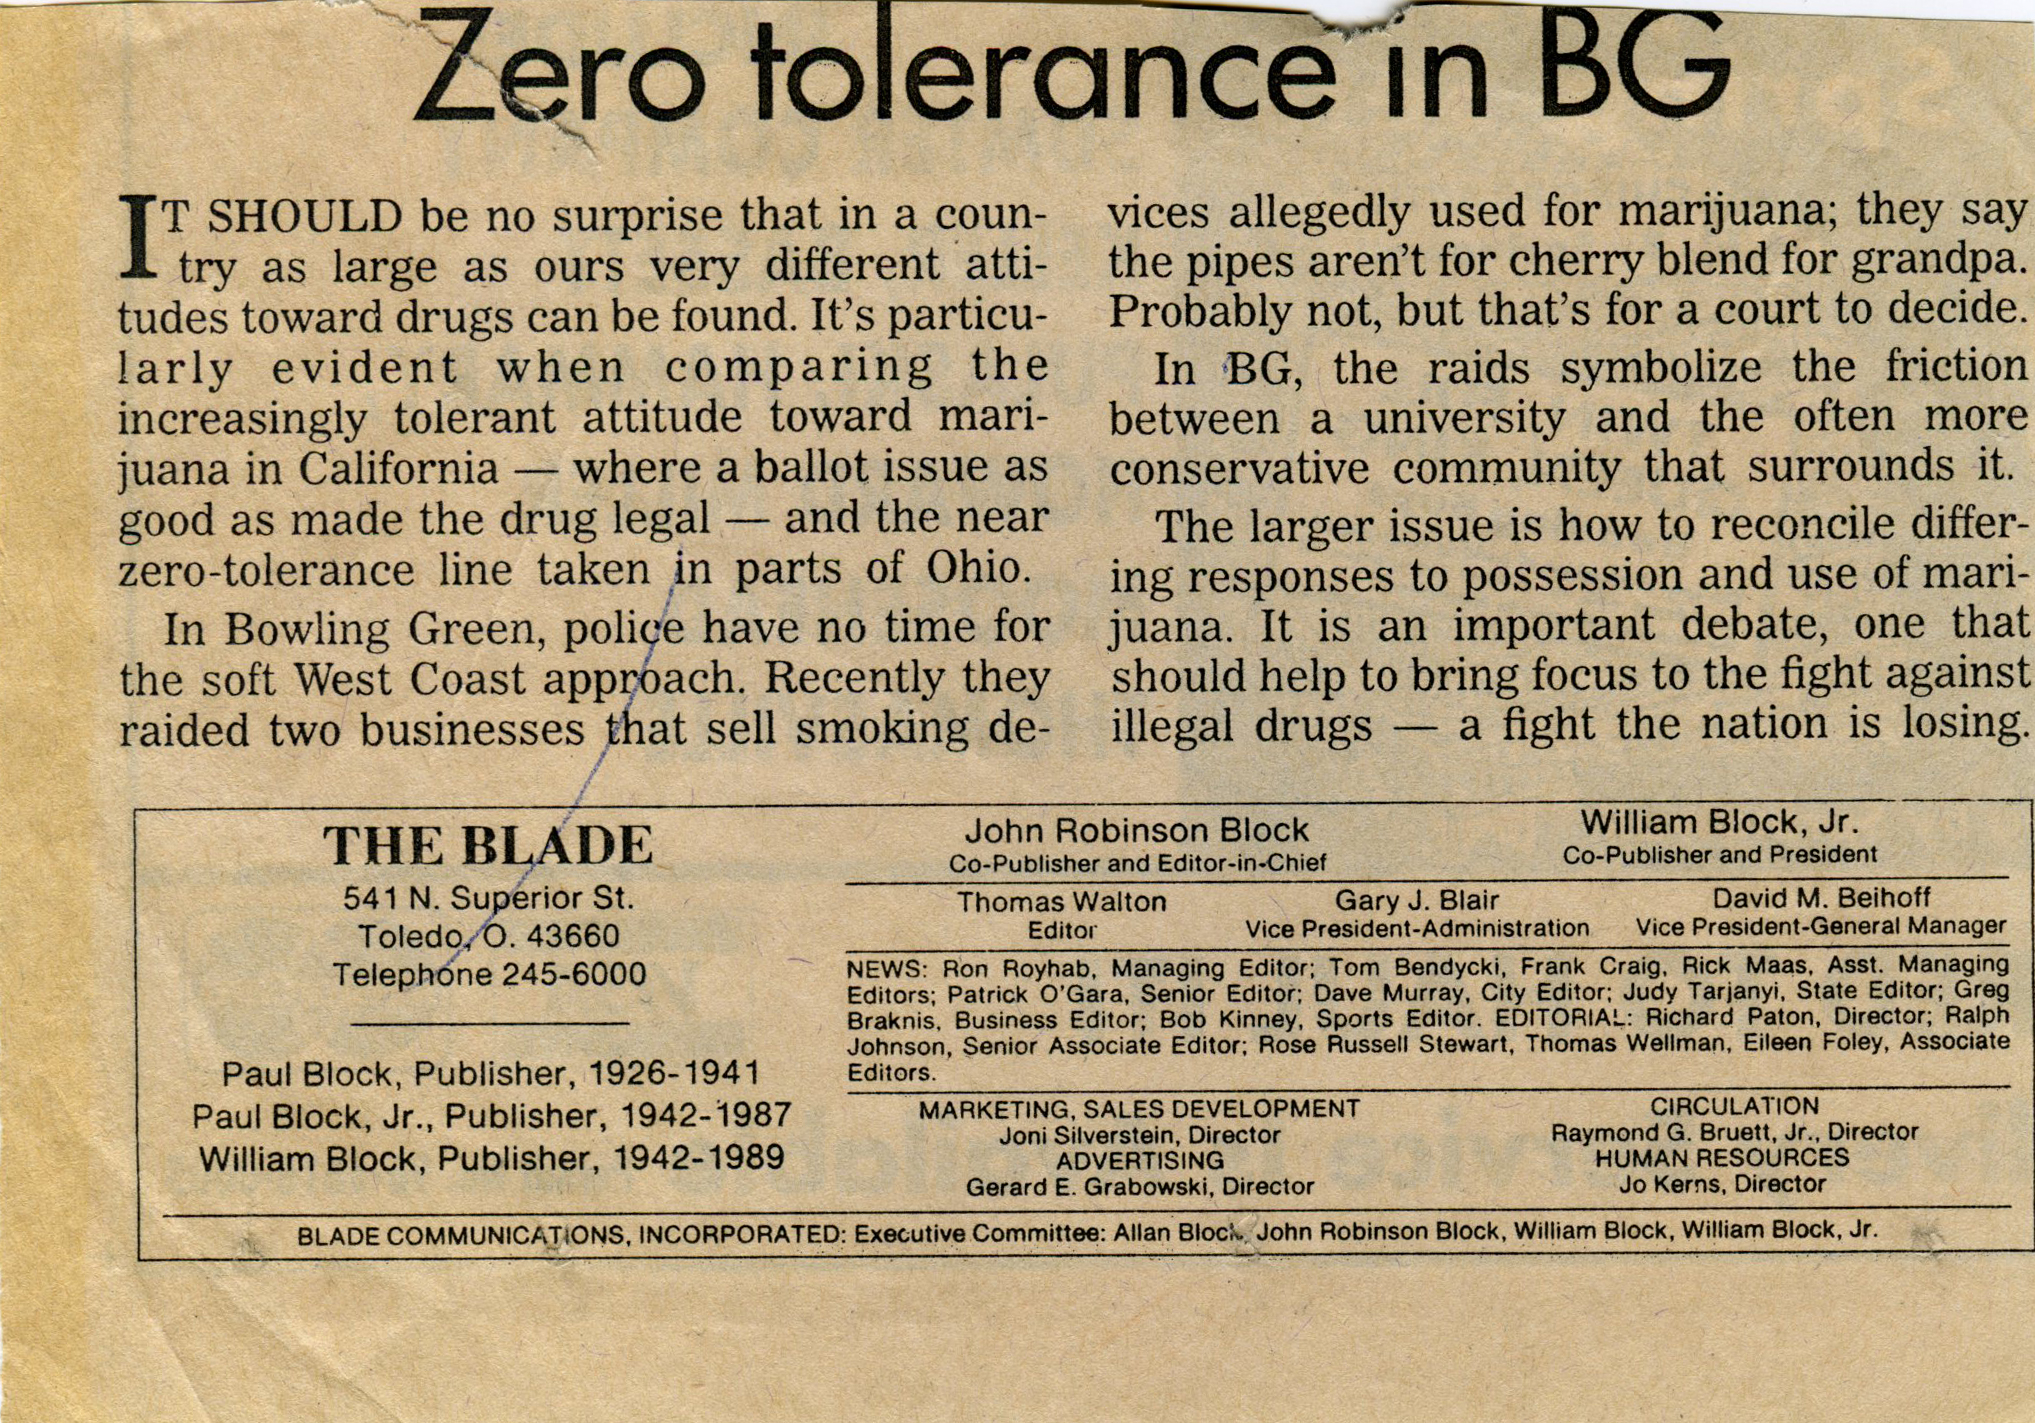 Zero tolerance in BG
IT SHOULD be no surprise that in a coun-
try as large as ours very different atti-
tudes toward drugs can be found. It's particu-
larly evident when comparing the
increasingly tolerant attitude toward mari-
juana in California — where a ballot issue as
good as made the drug legal — and the near
zero-tolerance line taken in parts of Ohio.
In Bowling Green, police have no time for
the soft West Coast approach. Recently they
raided two businesses that sell smoking de-
vices allegedly used for marijuana; they say
the pipes aren't for cherry blend for grandpa.
Probably not, but that's for a court to decide.
In BG, the raids symbolize the friction
between a university and the often more
conservative community that surrounds it.
The larger issue is how to reconcile differ-
ing responses to possession and use of mari-
juana. It is an important debate, one that
should help to bring focus to the fight against
illegal drugs — a fight the nation is losing.
THE BLADE
541 N. Superior St.
Toledo, O. 43660
Telephone 245-6000
Paul Block, Publisher, 1926-1941
Paul Block, Jr., Publisher, 1942-1987
William Block, Publisher, 1942-1989
John Robinson Block
Co-Publisher and Editor-in-Chief
William Block, Jr.
Co-Publisher and President
Thomas Walton
Editor
Gary J. Blair
Vice President-Administration
David M. Beihoff
Vice President-General Manager
NEWS: Ron Royhab, Managing Editor; Tom Bendycki, Frank Craig, Rick Maas, Asst. Managing
Editors; Patrick O'Gara, Senior Editor; Dave Murray, City Editor; Judy Tarjanyi, State Editor; Greg
Braknis, Business Editor; Bob Kinney, Sports Editor. EDITORIAL: Richard Paton, Director; Ralph
Johnson, Senior Associate Editor; Rose Russell Stewart, Thomas Wellman, Eileen Foley, Associate
Editors.
MARKETING, SALES DEVELOPMENT
Joni Silverstein, Director
ADVERTISING
Gerard E. Grabowski, Director
CIRCULATION
Raymond G. Bruett, Jr., Director
HUMAN RESOURCES
Jo Kerns, Director
BLADE COMMUNICATIONS, INCORPORATED: Executive Committee: Allan Block, John Robinson Block, William Block, William Block, Jr.